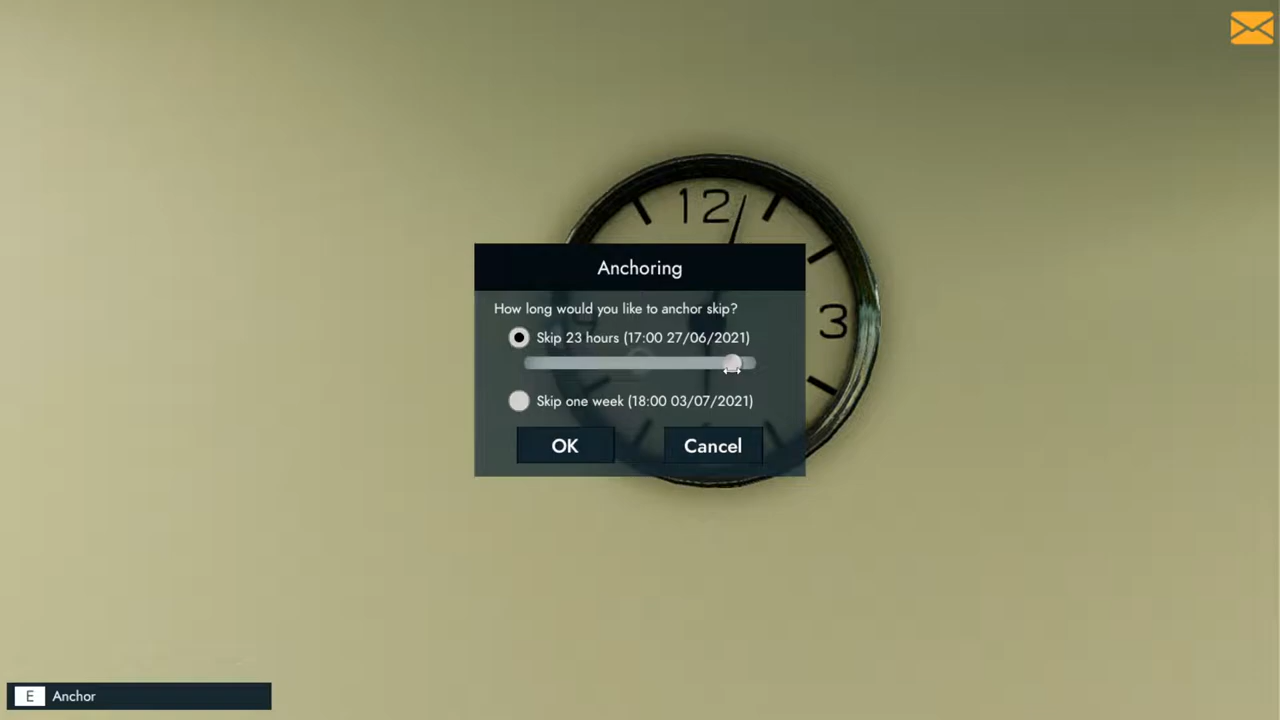 12
3
Anchoring
How long would you like to anchor skip?
Skip 23 hours (17:00 27/06/2021)
Skip one week (18:00 03/07/2021)
OK Cancel
E Anchor